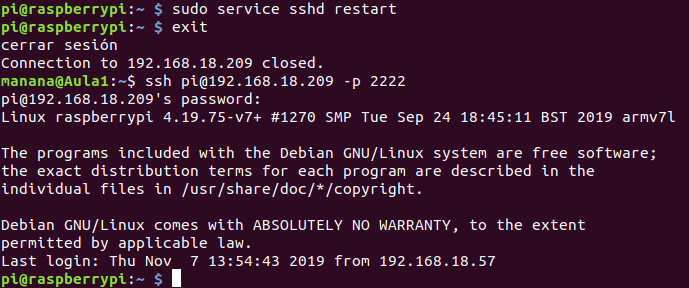 pi@raspberrypi:~ $ sudo service sshd restart
pi@raspberrypi:~ $ exit
cerrar sesión
Connection to 192.168.18.209 closed.
manana@Aula1:~$ ssh pi@192.168.18.209 -p 2222
pi@192.168.18.209's password:
Linux raspberrypi 4.19.75-v7+ #1270 SMP Tue Sep 24 18:45:11 BST 2019 armv7l

The programs included with the Debian GNU/Linux system are free software;
the exact distribution terms for each program are described in the
individual files in /usr/share/doc/*/copyright.

Debian GNU/Linux comes with ABSOLUTELY NO WARRANTY, to the extent
permitted by applicable law.
Last login: Thu Nov  7 13:54:43 2019 from 192.168.18.57
pi@raspberrypi:~ $